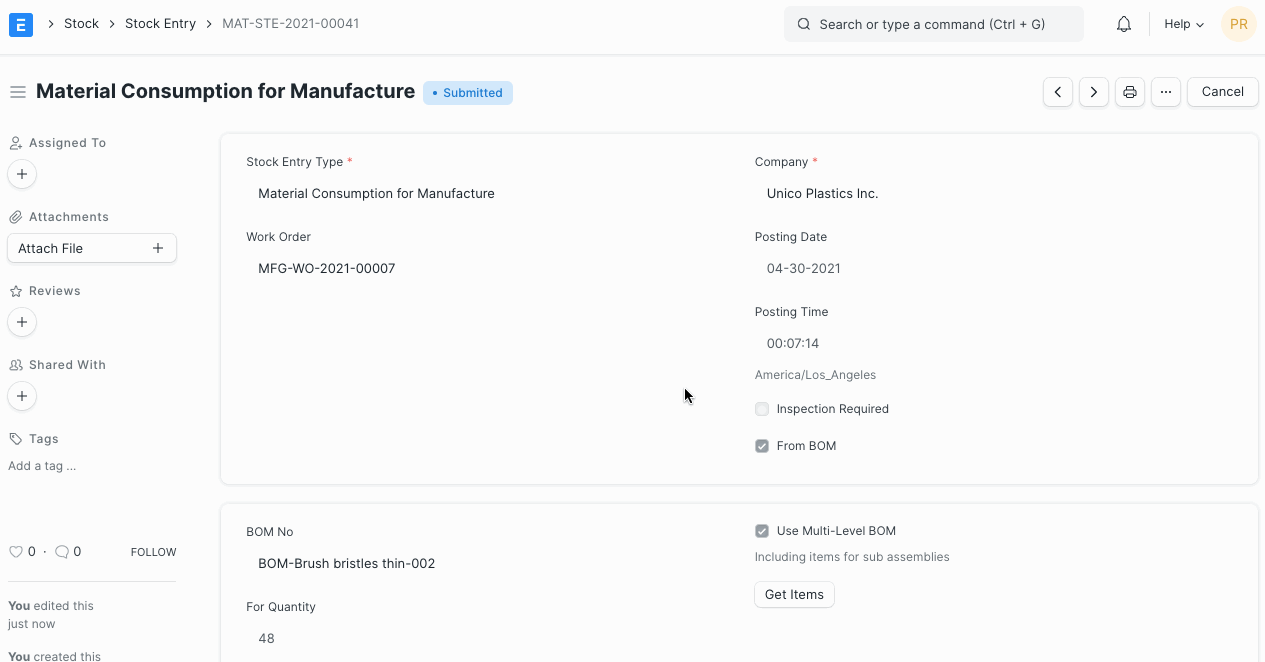 E
Stock
Stock Entry
MAT-STE-2021-00041
Search or type a command (Ctrl + G)
Help
PR
Material Consumption for Manufacture
• Submitted
···
Cancel
Assigned To
Attachments
Attach File
Reviews
Shared With
Tags
Add a tag ...
0 · 0
FOLLOW
You edited this
just now
You created this
Stock Entry Type *
Material Consumption for Manufacture
Work Order
MFG-WO-2021-00007
Company *
Unico Plastics Inc.
Posting Date
04-30-2021
Posting Time
00:07:14
America/Los_Angeles
Inspection Required
From BOM
BOM No
BOM-Brush bristles thin-002
For Quantity
48
Use Multi-Level BOM
Including items for sub assemblies
Get Items